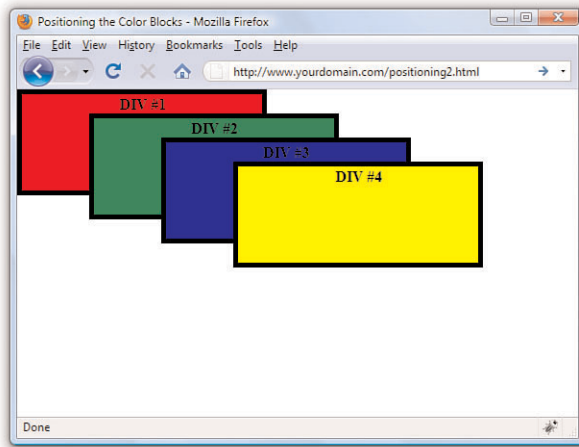 Positioning the Color Blocks - Mozilla Firefox
File Edit View History Bookmarks Tools Help
http://www.yourdomain.com/positioning2.html
DIV #1
DIV #2
DIV #3
DIV #4
Done